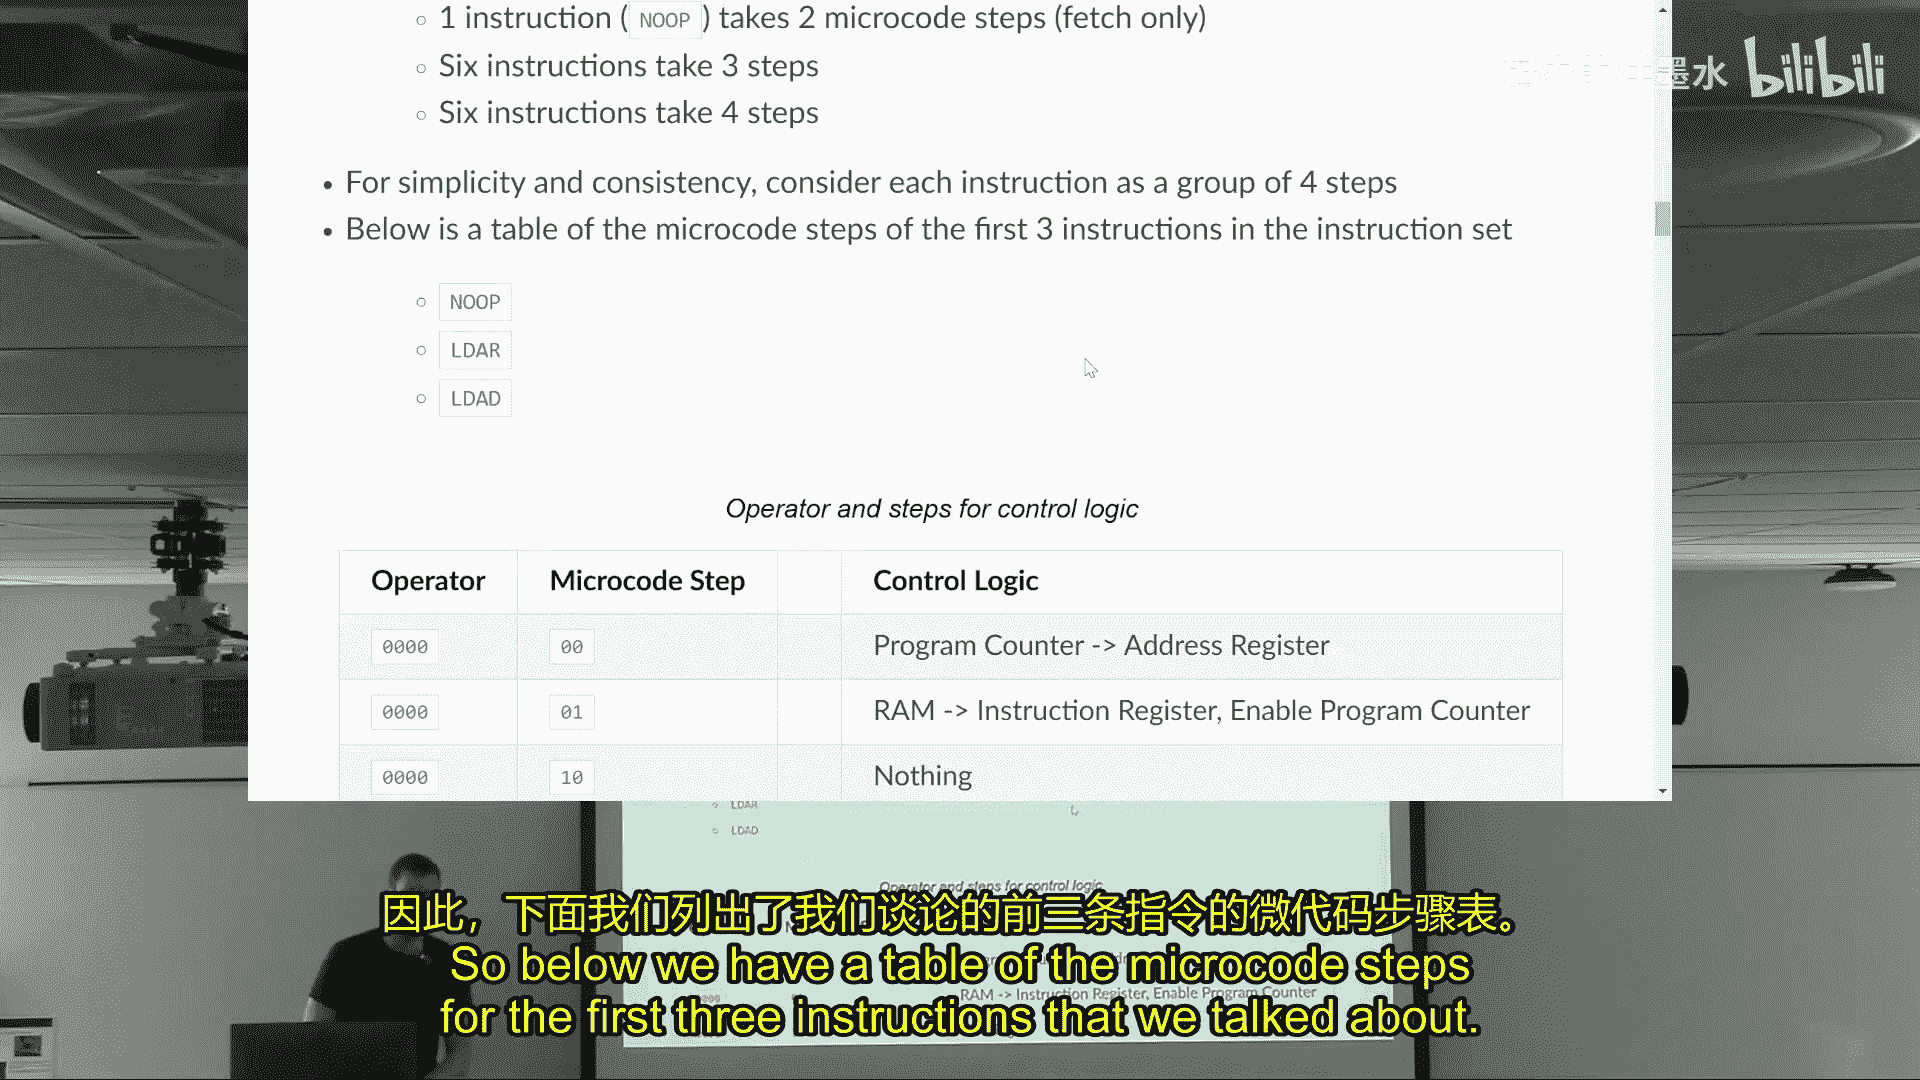 1 instruction ( NOOP ) takes 2 microcode steps (fetch only)
Six instructions take 3 steps
Six instructions take 4 steps
For simplicity and consistency, consider each instruction as a group of 4 steps
Below is a table of the microcode steps of the first 3 instructions in the instruction set
NOOP
LDAR
LDAD
Operator and steps for control logic
Operator Microcode Step Control Logic
0000 00 Program Counter -> Address Register
0000 01 RAM -> Instruction Register, Enable Program Counter
0000 10 Nothing
墨水 bilibili
LDAR
LDAD
Operator and steps for control logic
RAM -> Instruction Register, Enable Program Counter
因此，下面我们列出了我们谈论的前三条指令的微代码步骤表。
So below we have a table of the microcode steps
for the first three instructions that we talked about.